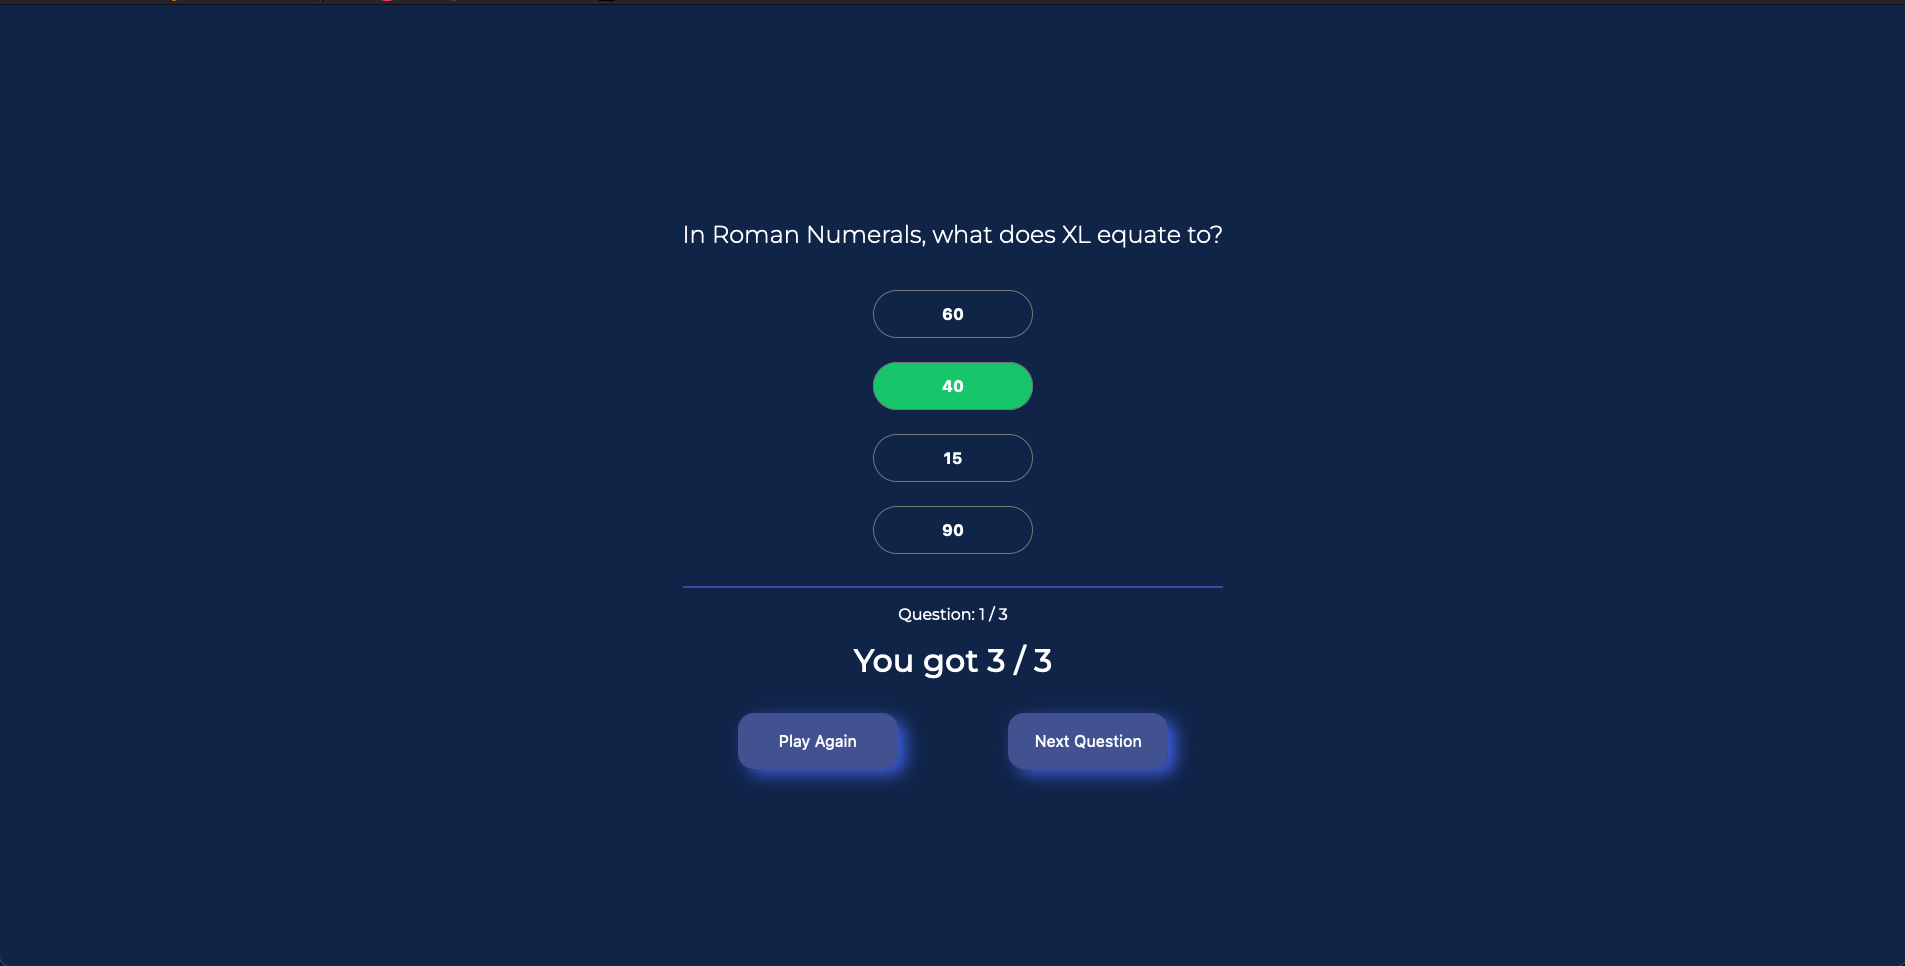 In Roman Numerals, what does XL equate to?
60
40
15
90
Question: 1 / 3
You got 3 / 3
Play Again
Next Question